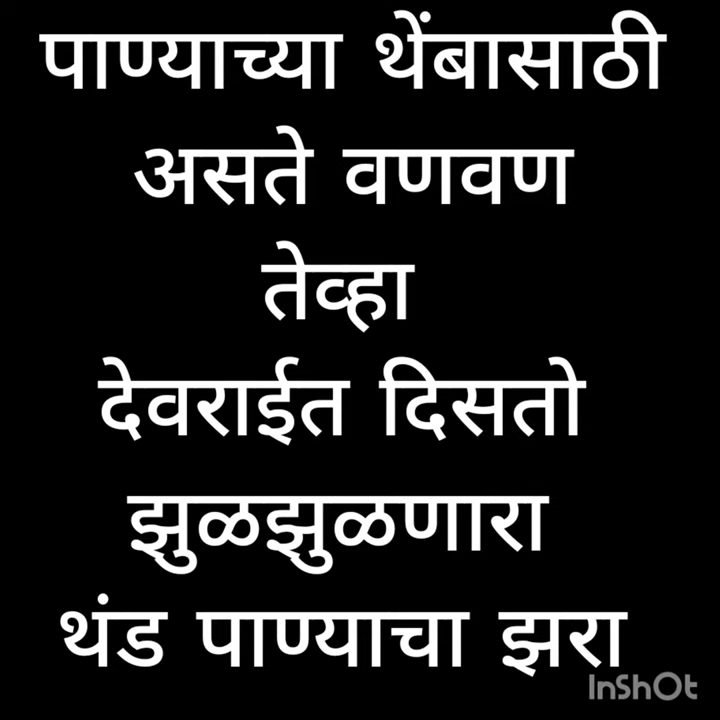 पाण्याच्या थेंबासाठी
असते वणवण
तेव्हा
देवराईत दिसतो
झुळझुळणारा
थंड पाण्याचा झरा
InShOt